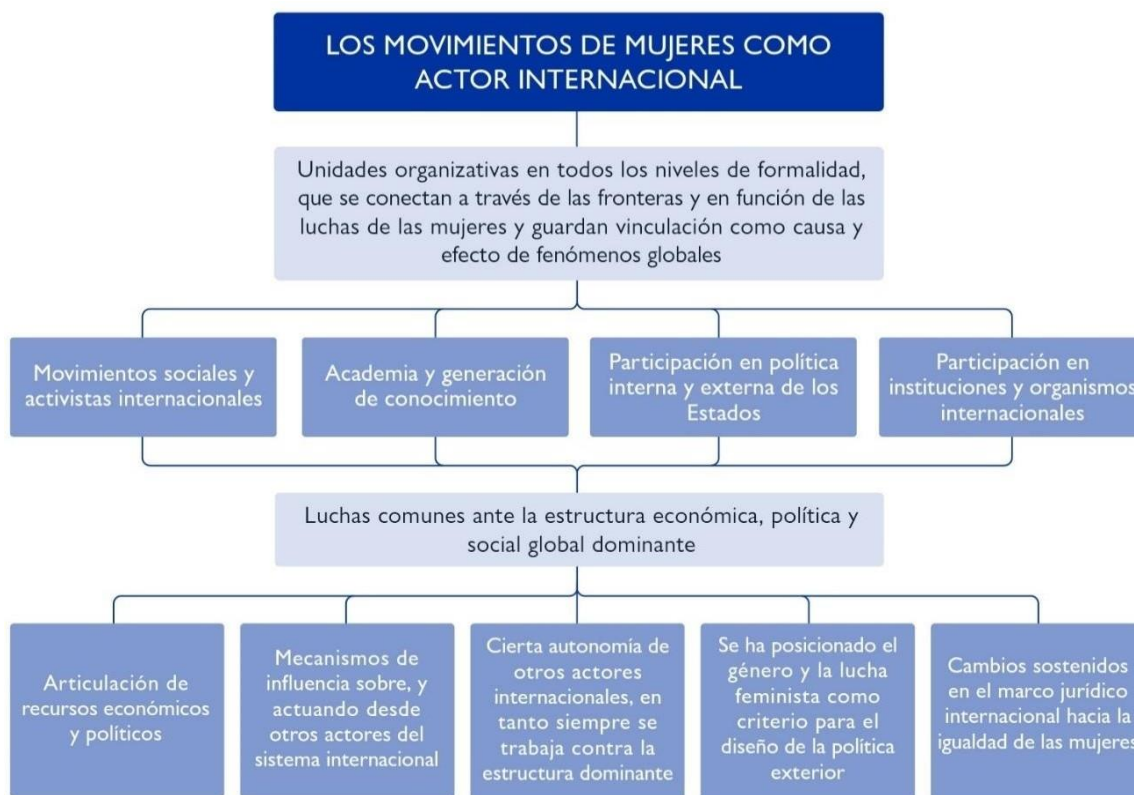 LOS MOVIMIENTOS DE MUJERES COMO
ACTOR INTERNACIONAL
Unidades organizativas en todos los niveles de formalidad,
que se conectan a través de las fronteras y en función de las
luchas de las mujeres y guardan vinculación como causa y
efecto de fenómenos globales
Movimientos sociales y
activistas internacionales
Academia y generación
de conocimiento
Participación en política
interna y externa de los
Estados
Participación en
instituciones y organismos
internacionales
Luchas comunes ante la estructura económica, política y
social global dominante
Articulación de
recursos económicos
y políticos
Mecanismos de
influencia sobre, y
actuando desde
otros actores del
sistema internacional
Cierta autonomía de
otros actores
internacionales, en
tanto siempre se
trabaja contra la
estructura dominante
Se ha posicionado el
género y la lucha
feminista como
criterio para el
diseño de la política
exterior
Cambios sostenidos
en el marco jurídico
internacional hacia la
igualdad de las mujeres